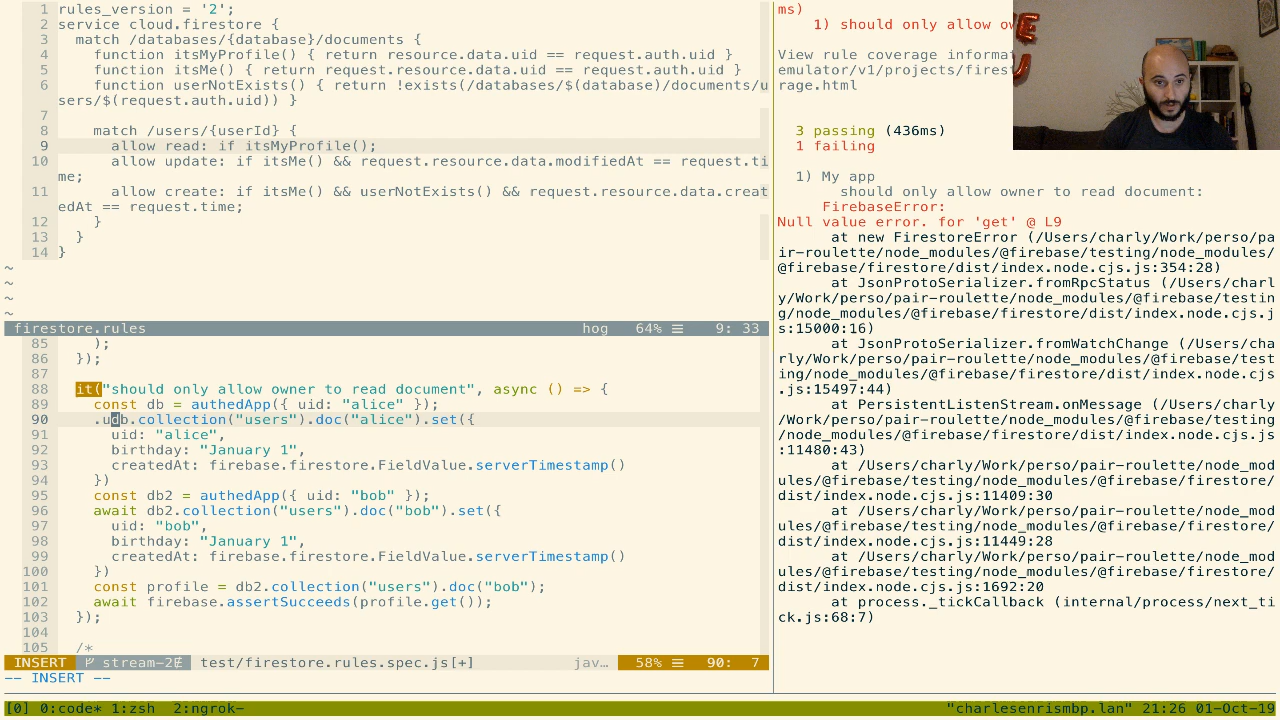 1 rules_version = '2';
2 service cloud.firestore {
3   match /databases/{database}/documents {
4     function itsMyProfile() { return resource.data.uid == request.auth.uid }
5     function itsMe() { return request.resource.data.uid == request.auth.uid }
6     function userNotExists() { return !exists(/databases/$(database)/documents/u
sers/$(request.auth.uid)) }
7
8     match /users/{userId} {
9       allow read: if itsMyProfile();
10       allow update: if itsMe() && request.resource.data.modifiedAt == request.ti
me;
11       allow create: if itsMe() && userNotExists() && request.resource.data.creat
edAt == request.time;
12     }
13   }
14 }
~
~
~
~
firestore.rules hog 64% ☰ 9: 33
85     );
86   });
87
88   it("should only allow owner to read document", async () => {
89     const db = authedApp({ uid: "alice" });
90     .udb.collection("users").doc("alice").set({
91       uid: "alice",
92       birthday: "January 1",
93       createdAt: firebase.firestore.FieldValue.serverTimestamp()
94     })
95     const db2 = authedApp({ uid: "bob" });
96     await db2.collection("users").doc("bob").set({
97       uid: "bob",
98       birthday: "January 1",
99       createdAt: firebase.firestore.FieldValue.serverTimestamp()
100     })
101     const profile = db2.collection("users").doc("bob");
102     await firebase.assertSucceeds(profile.get());
103   });
104
105   /*
INSERT stream-2 test/firestore.rules.spec.js[+] jav… 58% ☰ 90: 7
-- INSERT --
ms)
1) should only allow
View rule coverage
emulator/v1/projects/
rage.html
3 passing (436ms)
1 failing
1) My app
should only allow owner to read document:
FirebaseError:
Null value error. for 'get' @ L9
at new FirestoreError (/Users/charly/Work/perso/pa
ir-roulette/node_modules/@firebase/testing/node_modules/
@firebase/firestore/dist/index.node.cjs.js:354:28)
at JsonProtoSerializer.fromRpcStatus (/Users/charl
y/Work/perso/pair-roulette/node_modules/@firebase/testin
g/node_modules/@firebase/firestore/dist/index.node.cjs.j
s:15000:16)
at JsonProtoSerializer.fromWatchChange (/Users/cha
rly/Work/perso/pair-roulette/node_modules/@firebase/test
ing/node_modules/@firebase/firestore/dist/index.node.cjs
.js:15497:44)
at PersistentListenStream.onMessage (/Users/charly
/Work/perso/pair-roulette/node_modules/@firebase/testing
/node_modules/@firebase/firestore/dist/index.node.cjs.js
:11480:43)
at /Users/charly/Work/perso/pair-roulette/node_mod
ules/@firebase/testing/node_modules/@firebase/firestore/
dist/index.node.cjs.js:11409:30
at /Users/charly/Work/perso/pair-roulette/node_mod
ules/@firebase/testing/node_modules/@firebase/firestore/
dist/index.node.cjs.js:11449:28
at /Users/charly/Work/perso/pair-roulette/node_mod
ules/@firebase/testing/node_modules/@firebase/firestore/
dist/index.node.cjs.js:1692:20
at process._tickCallback (internal/process/next_ti
ck.js:68:7)
[0] 0:code* 1:zsh  2:ngrok- "charlesenrismbp.lan" 21:26 01-Oct-19